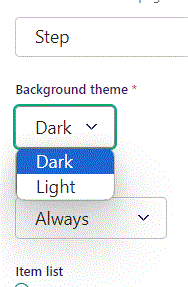 Step
Background theme *
Dark
Dark
Light
Always
Item list